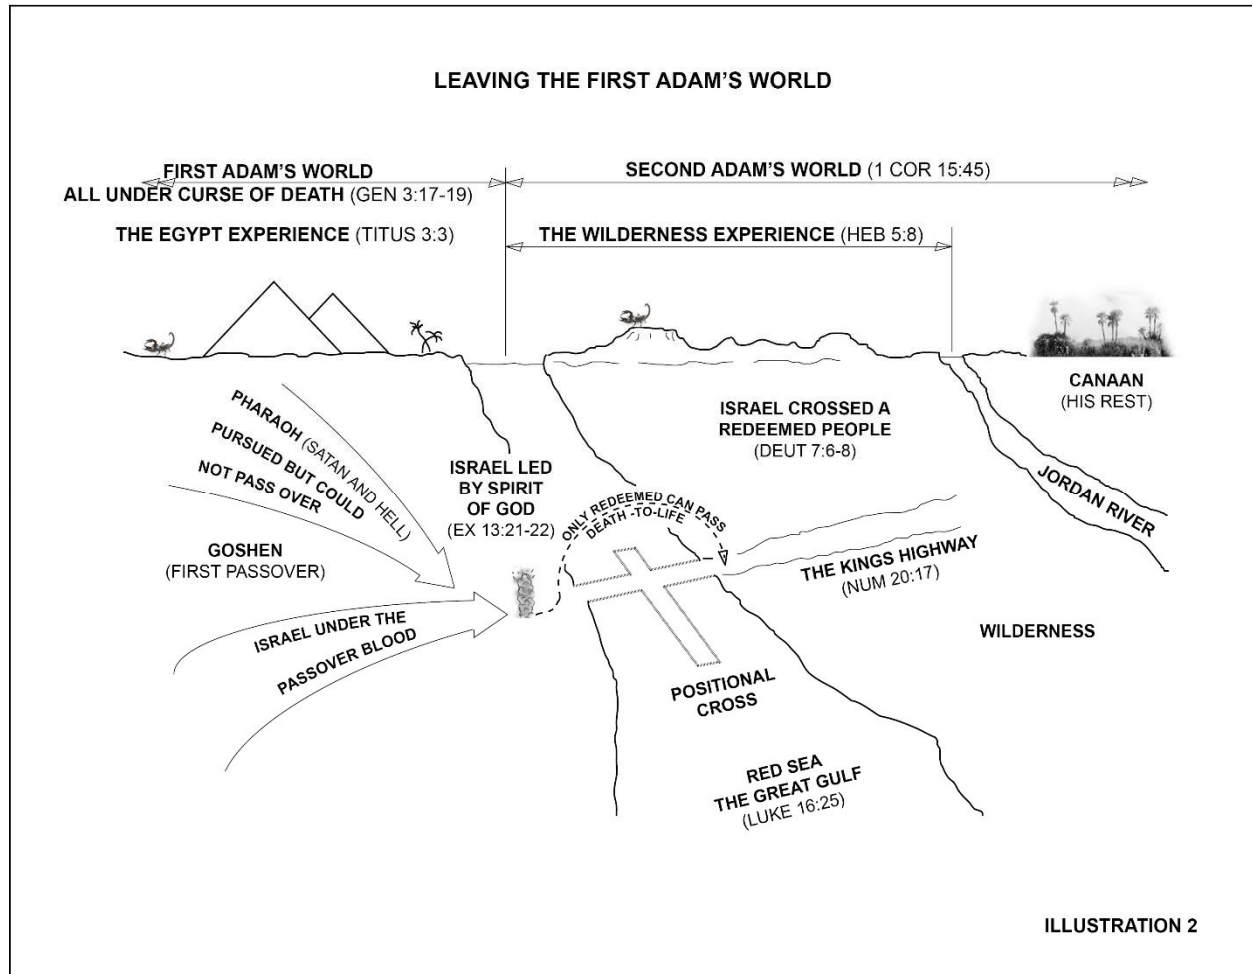 LEAVING THE FIRST ADAM'S WORLD
FIRST ADAM'S WORLD
ALL UNDER CURSE OF DEATH (GEN 3:17-19)
SECOND ADAM'S WORLD (1 COR 15:45)
THE EGYPT EXPERIENCE (TITUS 3:3)
THE WILDERNESS EXPERIENCE (HEB 5:8)
PHARAOH (SATAN AND HELL)
PURSUED BUT COULD
NOT PASS OVER
GOSHEN
(FIRST PASSOVER)
ISRAEL UNDER THE
PASSOVER BLOOD
ISRAEL LED
BY SPIRIT
OF GOD
(EX 13:21-22)
ONLY REDEEMED CAN PASS
DEATH -TO-LIFE
POSITIONAL
CROSS
RED SEA
THE GREAT GULF
(LUKE 16:25)
ISRAEL CROSSED A
REDEEMED PEOPLE
(DEUT 7:6-8)
THE KINGS HIGHWAY
(NUM 20:17)
WILDERNESS
CANAAN
(HIS REST)
JORDAN RIVER
ILLUSTRATION 2